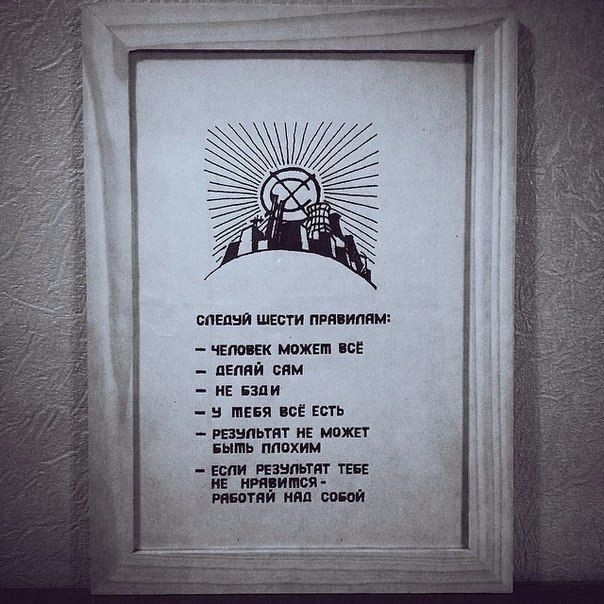 СЛЕДУЙ ШЕСТИ ПРАВИЛАМ:
– ЧЕЛОВЕК МОЖЕТ ВСЁ
– ДЕЛАЙ САМ
– НЕ БЗДИ
– У ТЕБЯ ВСЁ ЕСТЬ
– РЕЗУЛЬТАТ НЕ МОЖЕТ
БЫТЬ ПЛОХИМ
– ЕСЛИ РЕЗУЛЬТАТ ТЕБЕ
НЕ НРАВИТСЯ –
РАБОТАЙ НАД СОБОЙ